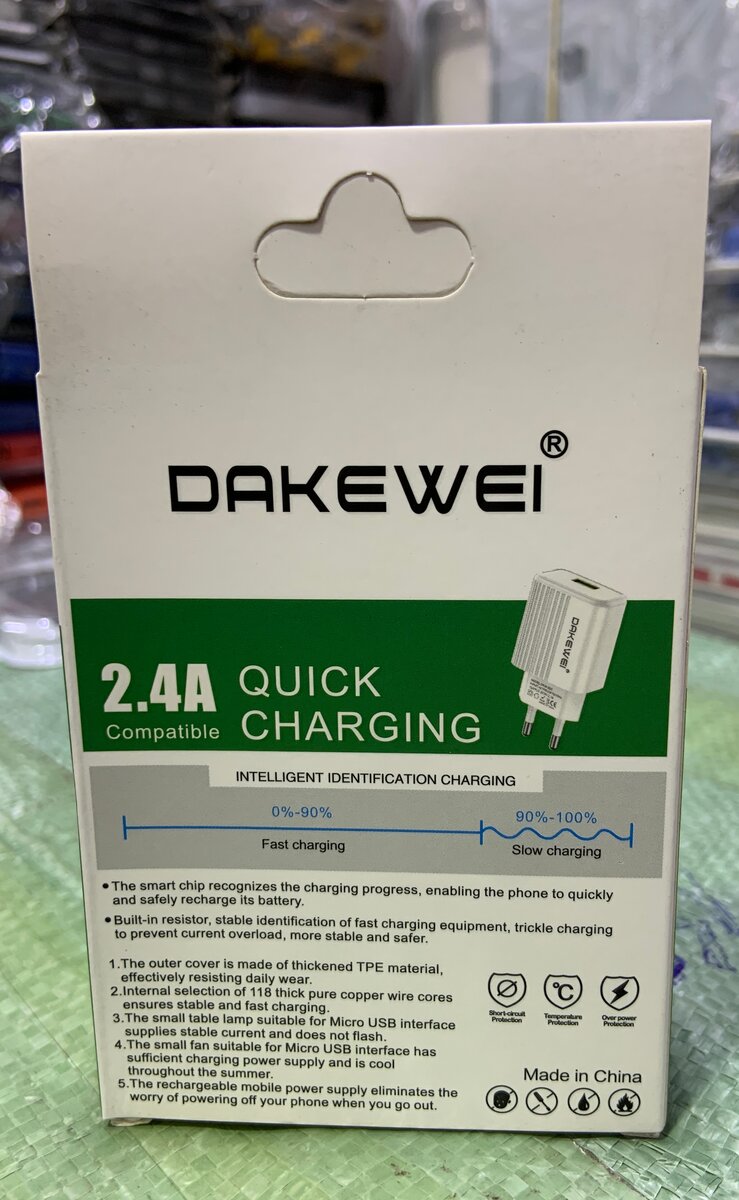 DAKEWEI®
DAKEWEI®
2.4A
Compatible
QUICK
CHARGING
INTELLIGENT IDENTIFICATION CHARGING
0%-90%
90%-100%
Fast charging
Slow charging
•The smart chip recognizes the charging progress, enabling the phone to quickly
and safely recharge its battery.
•Built-in resistor, stable identification of fast charging equipment, trickle charging
to prevent current overload, more stable and safer.
1.The outer cover is made of thickened TPE material,
effectively resisting daily wear.
2.Internal selection of 118 thick pure copper wire cores
ensures stable and fast charging.
3.The small table lamp suitable for Micro USB interface
supplies stable current and does not flash.
4.The small fan suitable for Micro USB interface has
sufficient charging power supply and is cool
throughout the summer.
5.The rechargeable mobile power supply eliminates the
worry of powering off your phone when you go out.
°C
Short-circuit
Protection
Temperature
Protection
Over power
Protection
Made in China